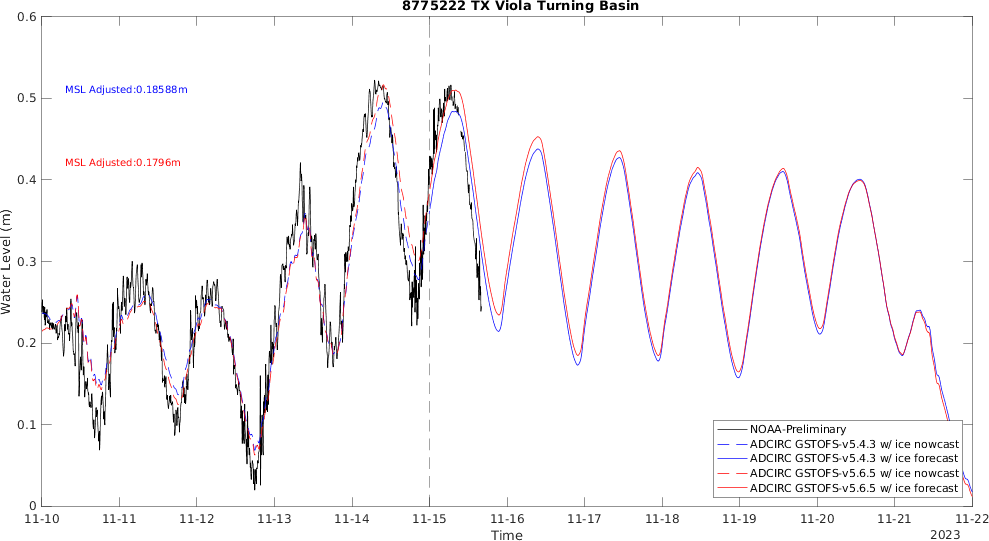 8775222 TX Viola Turning Basin
0.6
0.5
0.4
0.3
0.2
0.1
0
Water Level (m)
MSL Adjusted:0.18588m
MSL Adjusted:0.1796m
NOAA-Preliminary
ADCIRC GSTOFS-v5.4.3 w/ ice nowcast
ADCIRC GSTOFS-v5.4.3 w/ ice forecast
ADCIRC GSTOFS-v5.6.5 w/ ice nowcast
ADCIRC GSTOFS-v5.6.5 w/ ice forecast
11-10 11-11 11-12 11-13 11-14 11-15 11-16 11-17 11-18 11-19 11-20 11-21 11-22
Time
2023